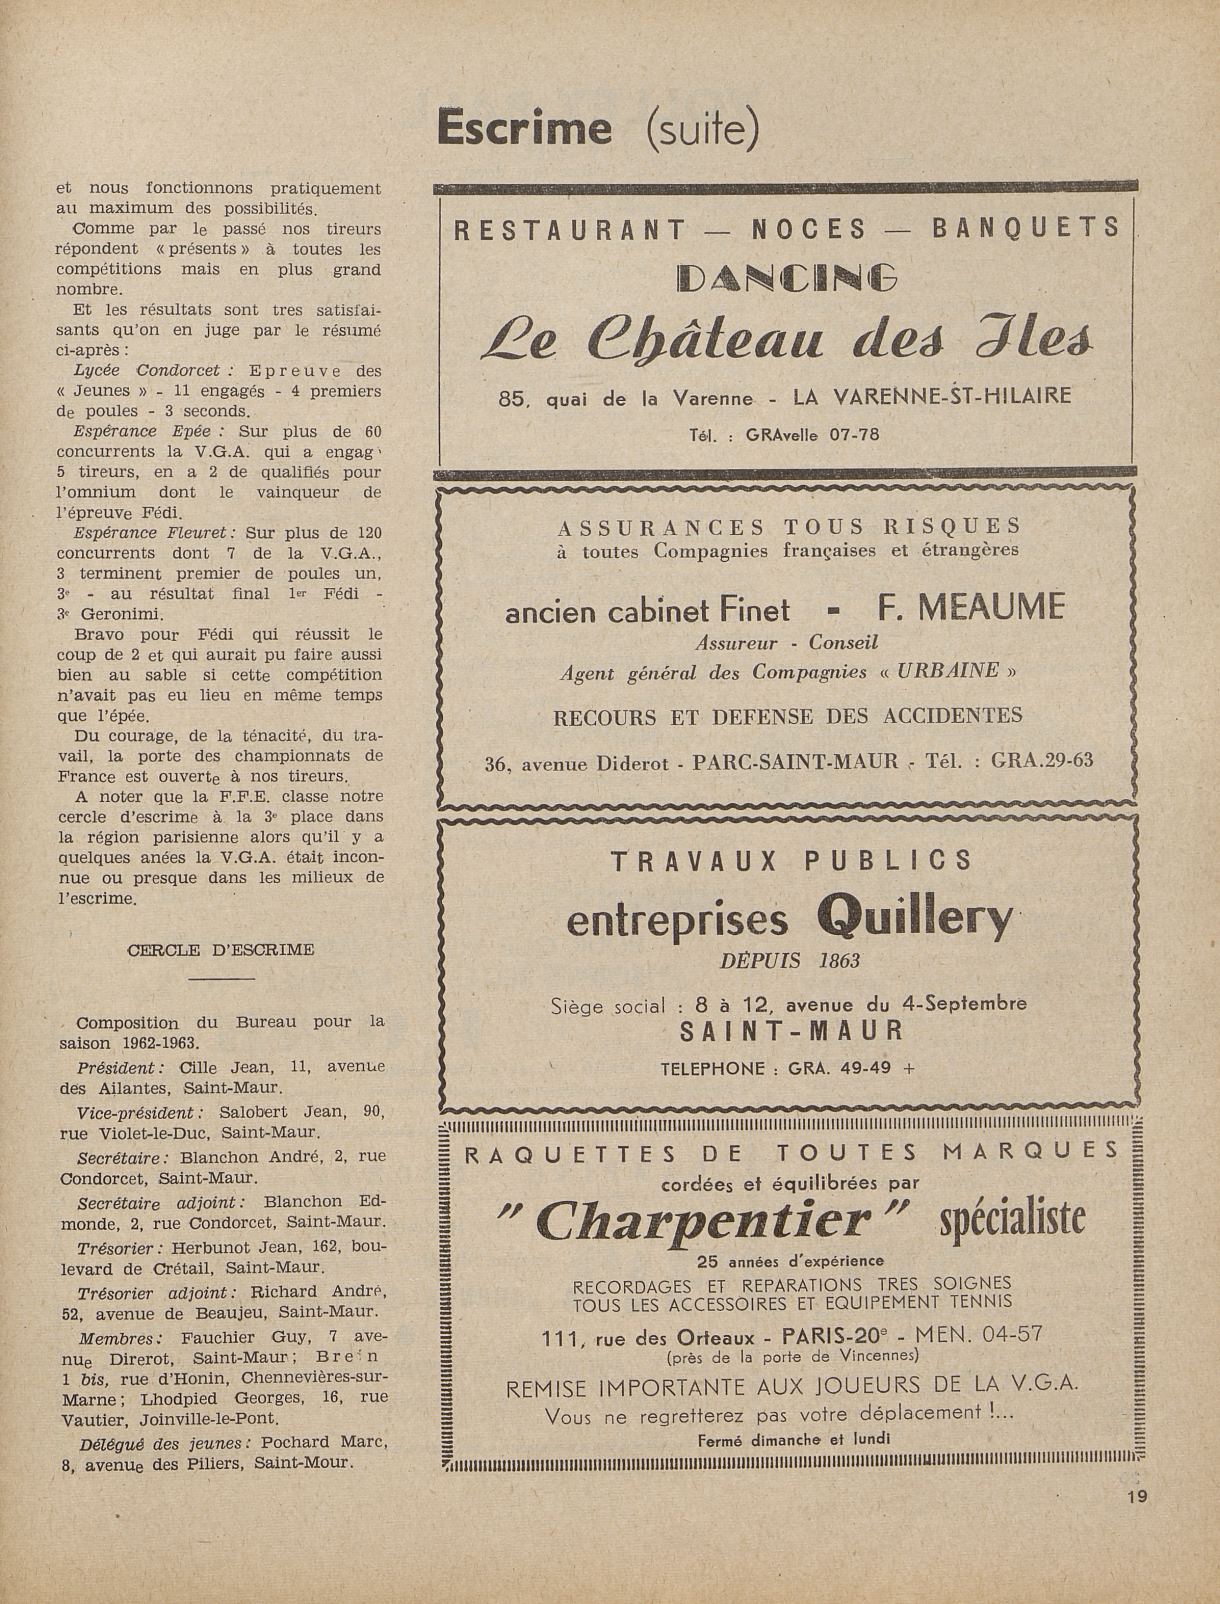 Escrime (suite)
et nous fonctionnons pratiquement
au maximum des possibilités.
Comme par le passé nos tireurs
répondent « présents » à toutes les
compétitions mais en plus grand
nombre.
Et les résultats sont tres satisfai-
sants qu'on en juge par le résumé
ci-après :
Lycée Condorcet : Epreuve des
« Jeunes » - 11 engagés - 4 premiers
de poules - 3 seconds.
Espérance Epée : Sur plus de 60
concurrents la V.G.A. qui a engag
5 tireurs, en a 2 de qualifiés pour
l'omnium dont le vainqueur de
l'épreuve Fédi.
Espérance Fleuret : Sur plus de 120
concurrents dont 7 de la V.G.A.,
3 terminent premier de poules un,
3e - au résultat final 1er Fédi -
3e Geronimi.
Bravo pour Fédi qui réussit le
coup de 2 et qui aurait pu faire aussi
bien au sable si cette compétition
n'avait pas eu lieu en même temps
que l'épée.
Du courage, de la ténacité, du tra-
vail, la porte des championnats de
France est ouverte à nos tireurs.
A noter que la F.F.E. classe notre
cercle d'escrime à la 3e place dans
la région parisienne alors qu'il y a
quelques anées la V.G.A. était incon-
nue ou presque dans les milieux de
l'escrime.
CERCLE D'ESCRIME
Composition du Bureau pour la
saison 1962-1963.
Président : Cille Jean, 11, avenue
des Ailantes, Saint-Maur.
Vice-président : Salobert Jean, 90,
rue Violet-le-Duc, Saint-Maur.
Secrétaire : Blanchon André, 2, rue
Condorcet, Saint-Maur.
Secrétaire adjoint : Blanchon Ed-
monde, 2, rue Condorcet, Saint-Maur.
Trésorier : Herbunot Jean, 162, bou-
levard de Crétail, Saint-Maur.
Trésorier adjoint : Richard André,
52, avenue de Beaujeu, Saint-Maur.
Membres : Fauchier Guy, 7 ave-
nue Direrot, Saint-Maur ; Brein
1 bis, rue d'Honin, Chennevières-sur-
Marne ; Lhodpied Georges, 16, rue
Vautier, Joinville-le-Pont.
Délégué des jeunes : Pochard Marc,
8, avenue des Piliers, Saint-Mour.
RESTAURANT — NOCES — BANQUETS
DANCING
Le Château des Iles
85, quai de la Varenne - LA VARENNE-ST-HILAIRE
Tél. : GRAvelle 07-78
ASSURANCES TOUS RISQUES
à toutes Compagnies françaises et étrangères
ancien cabinet Finet - F. MEAUME
Assureur - Conseil
Agent général des Compagnies « URBAINE »
RECOURS ET DEFENSE DES ACCIDENTES
36, avenue Diderot - PARC-SAINT-MAUR - Tél. : GRA.29-63
TRAVAUX PUBLICS
entreprises Quillery
DEPUIS 1863
Siège social : 8 à 12, avenue du 4-Septembre
SAINT-MAUR
TELEPHONE : GRA. 49-49 +
RAQUETTES DE TOUTES MARQUES
cordées et équilibrées par
" Charpentier " spécialiste
25 années d'expérience
RECORDAGES ET REPARATIONS TRES SOIGNES
TOUS LES ACCESSOIRES ET EQUIPEMENT TENNIS
111, rue des Orteaux - PARIS-20e - MEN. 04-57
(près de la porte de Vincennes)
REMISE IMPORTANTE AUX JOUEURS DE LA V.G.A.
Vous ne regretterez pas votre déplacement !...
Fermé dimanche et lundi
19